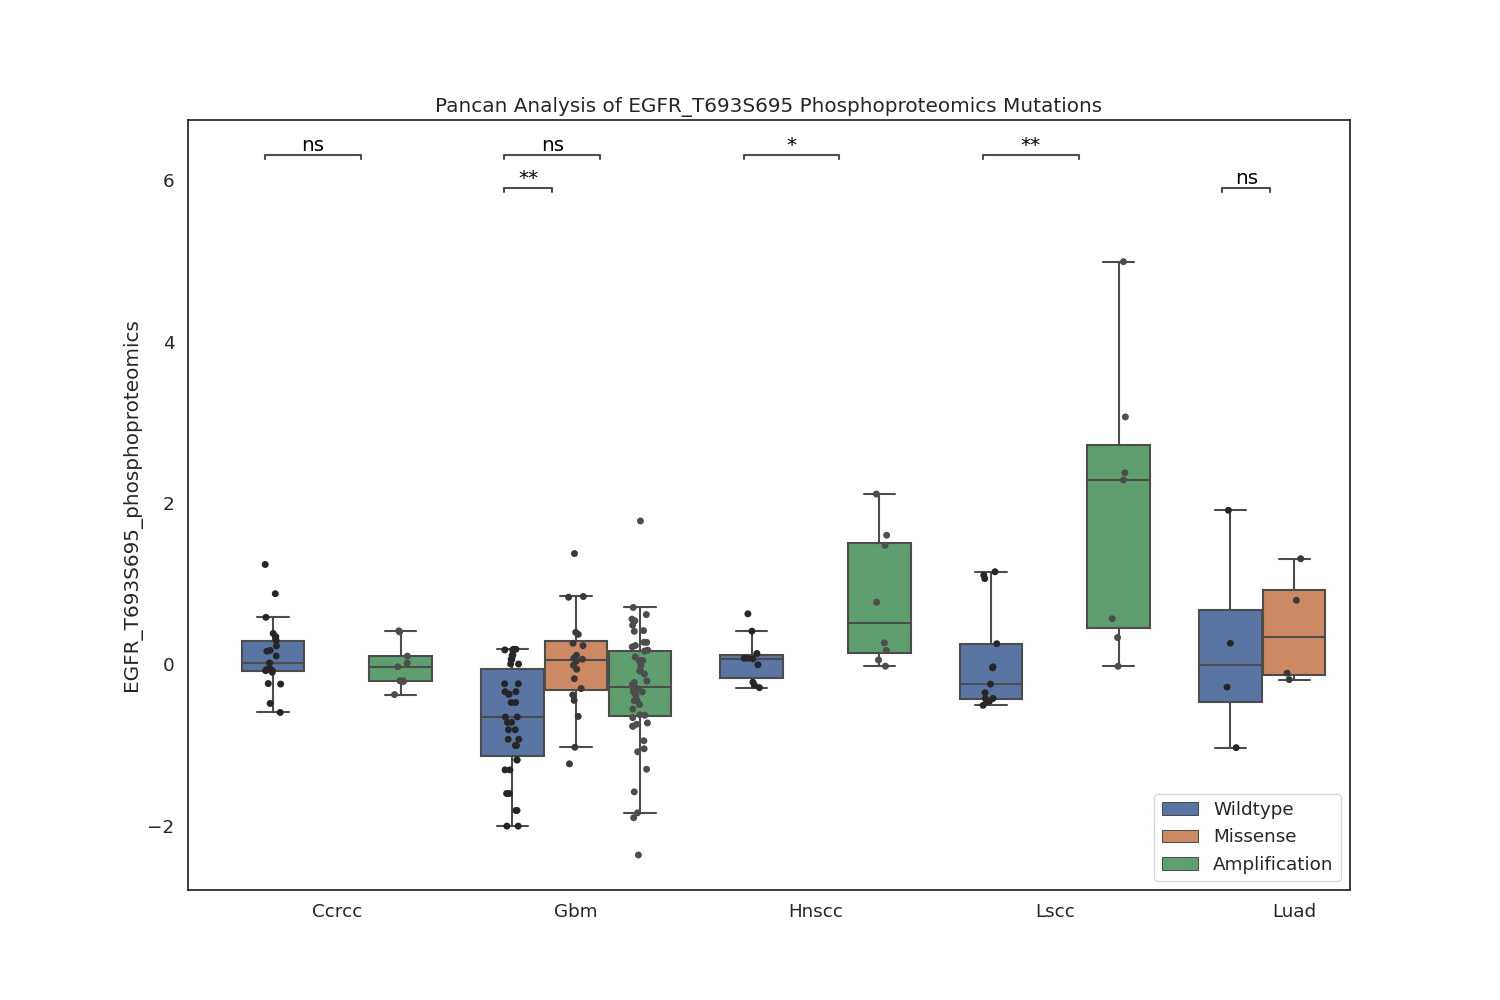 Pancan Analysis of EGFR_T693S695 Phosphoproteomics Mutations
ns
ns
*
**
**
ns
6
4
2
0
−2
EGFR_T693S695_phosphoproteomics
Wildtype
Missense
Amplification
Ccrcc
Gbm
Hnscc
Lscc
Luad